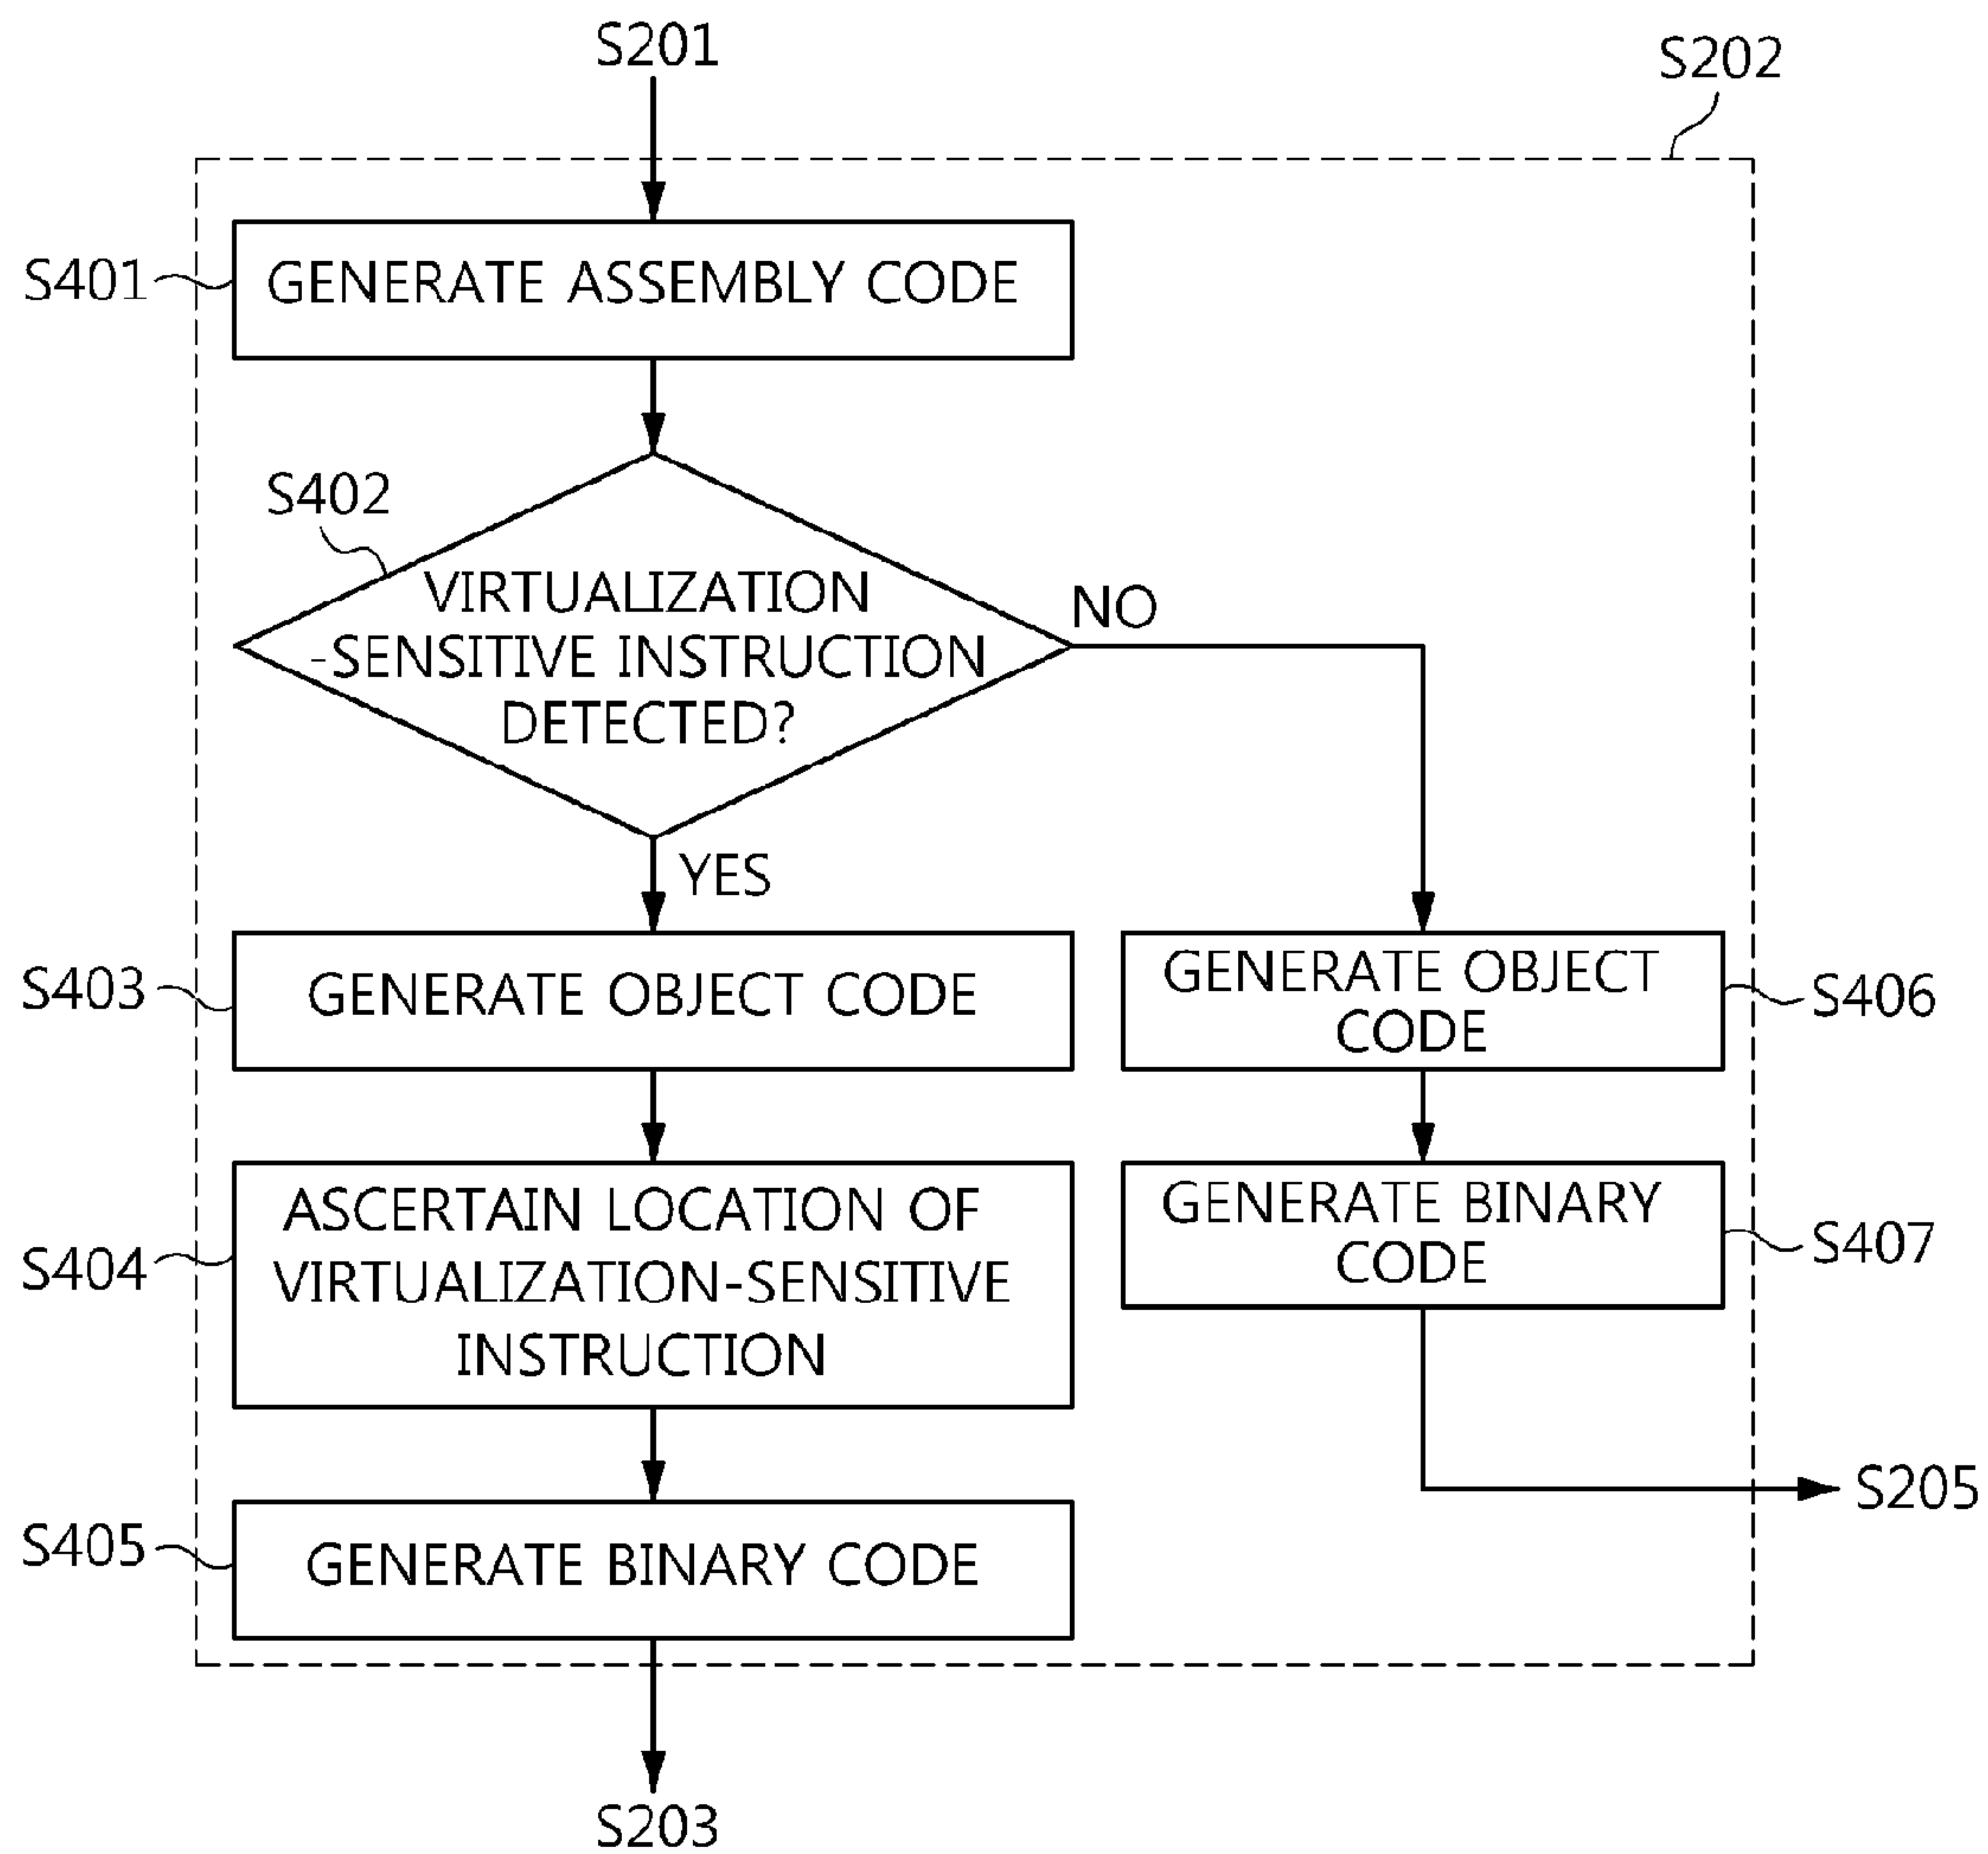 S201
S202
S401
GENERATE ASSEMBLY CODE
S402
VIRTUALIZATION
-SENSITIVE INSTRUCTION
DETECTED?
NO
YES
S403
GENERATE OBJECT CODE
GENERATE OBJECT
CODE
S406
S404
ASCERTAIN LOCATION OF
VIRTUALIZATION-SENSITIVE
INSTRUCTION
GENERATE BINARY
CODE
S407
S205
S405
GENERATE BINARY CODE
S203